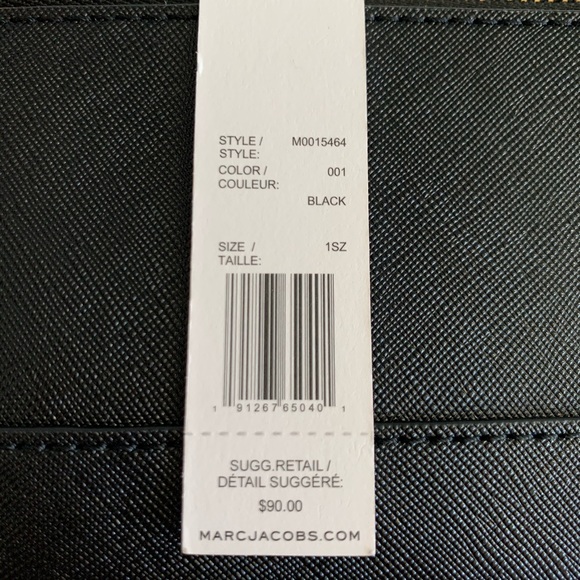 STYLE / M0015464
STYLE:
COLOR / 001
COULEUR:
BLACK
SIZE / 1SZ
TAILLE:
1 91267 65040 1
SUGG.RETAIL /
DÉTAIL SUGGÉRÉ:
$90.00
MARCJACOBS.COM